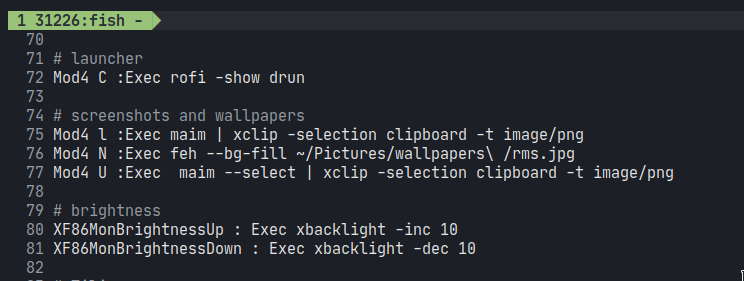 1 31226:fish -
70
71 # launcher
72 Mod4 C :Exec rofi -show drun
73
74 # screenshots and wallpapers
75 Mod4 l :Exec maim | xclip -selection clipboard -t image/png
76 Mod4 N :Exec feh --bg-fill ~/Pictures/wallpapers\ /rms.jpg
77 Mod4 U :Exec  maim --select | xclip -selection clipboard -t image/png
78
79 # brightness
80 XF86MonBrightnessUp : Exec xbacklight -inc 10
81 XF86MonBrightnessDown : Exec xbacklight -dec 10
82